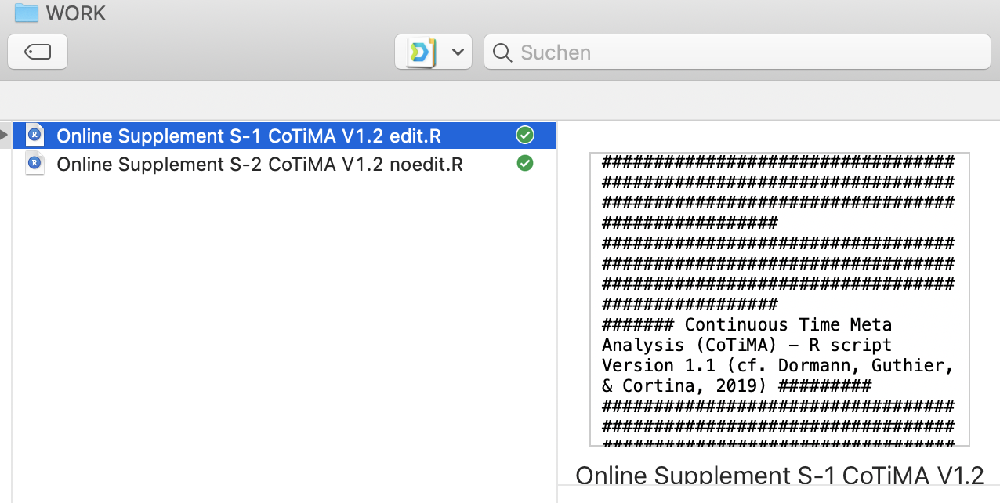 WORK
Suchen
Online Supplement S-1 CoTiMA V1.2 edit.R
Online Supplement S-2 CoTiMA V1.2 noedit.R
##################################
##################################
##################################
#################
##################################
##################################
##################################
#################
####### Continuous Time Meta
Analysis (CoTiMA) – R script
Version 1.1 (cf. Dormann, Guthier,
& Cortina, 2019) #########
##################################
##################################
##################################
Online Supplement S-1 CoTiMA V1.2